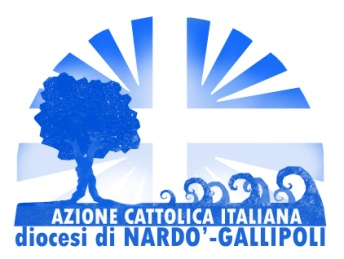 AZIONE CATTOLICA ITALIANA
diocesi di NARDO'-GALLIPOLI